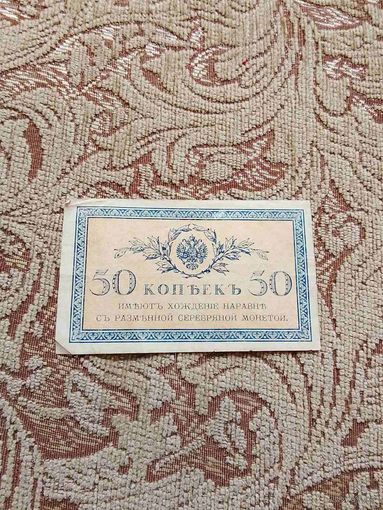 50 КОПѢЕКЪ 50
ИМѢЮТЪ ХОЖДЕНІЕ НАРАВНѢ
СЪ РАЗМѢННОЙ СЕРЕБРЯНОЙ МОНЕТОЙ.